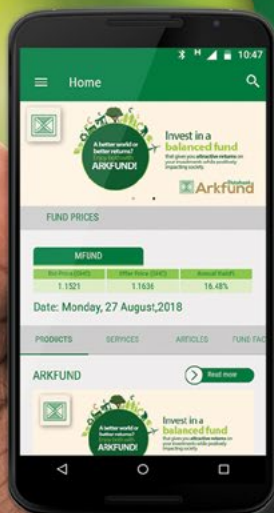 H 10:47
Home
A better world or
better returns?
Enjoy both with
ARKFUND!
Invest in a
balanced fund
that gives you attractive returns on
your investments while positively
impacting society.
Databank
Arkfund
FUND PRICES
MFUND
Bid Price (GHC) Offer Price (GHC) Annual Yield%
1.1521 1.1636 16.48%
Date: Monday, 27 August,2018
PRODUCTS SERVICES ARTICLES FUND FAC
ARKFUND
Read more
A better world or
better returns?
Enjoy both with
ARKFUND!
Invest in a
balanced fund
that gives you attractive returns on
your investments while positively
impacting society.